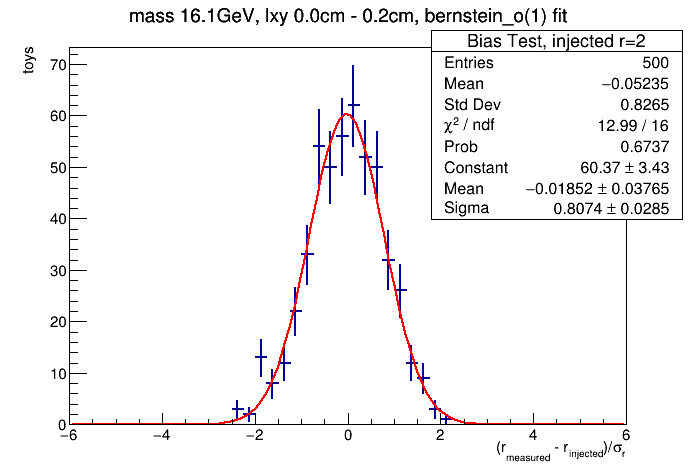 mass 16.1GeV, lxy 0.0cm - 0.2cm, bernstein_o(1) fit
Bias Test, injected r=2
Entries 500
Mean −0.05235
Std Dev 0.8265
χ² / ndf 12.99 / 16
Prob 0.6737
Constant 60.37 ± 3.43
Mean −0.01852 ± 0.03765
Sigma 0.8074 ± 0.0285
toys
70
60
50
40
30
20
10
0
−6 −4 −2 0 2 4 6
(r_measured - r_injected)/σ_r